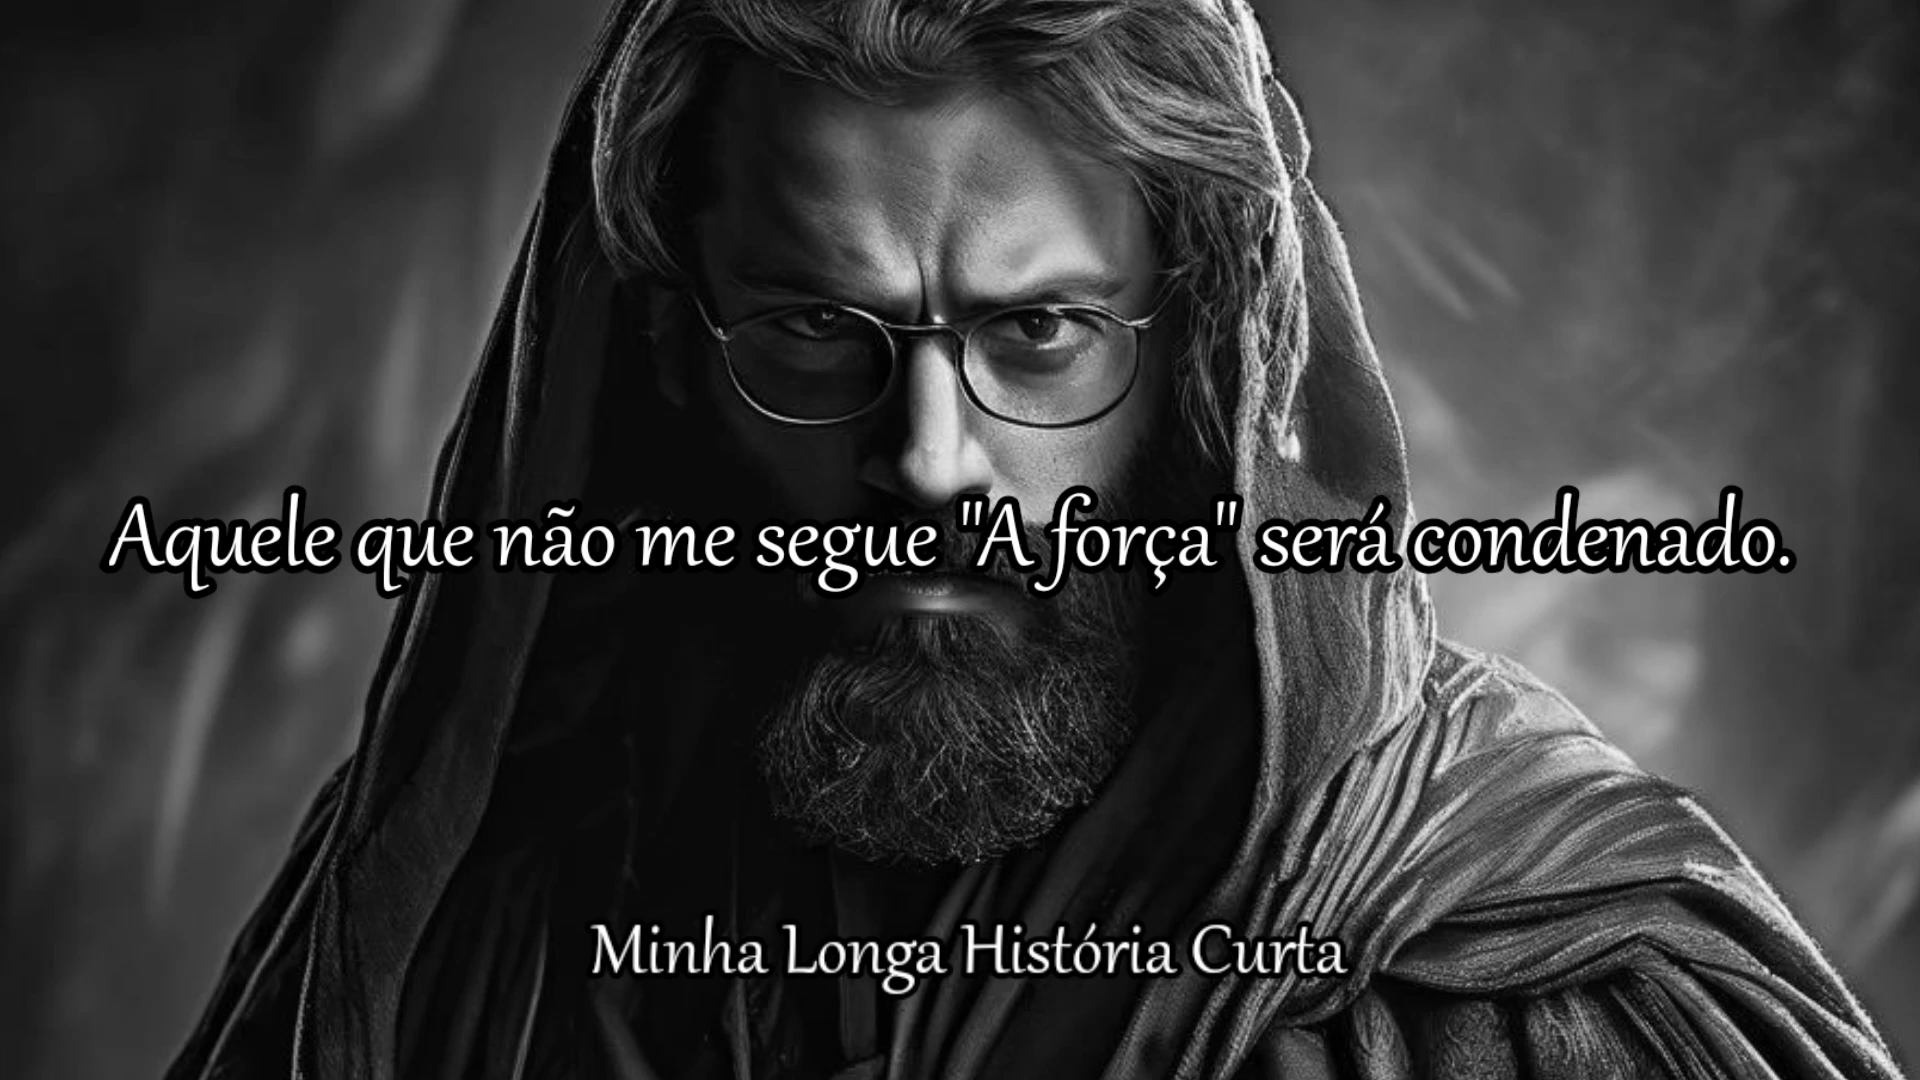 Aquele que não me segue "A força" será condenado.
Minha Longa História Curta